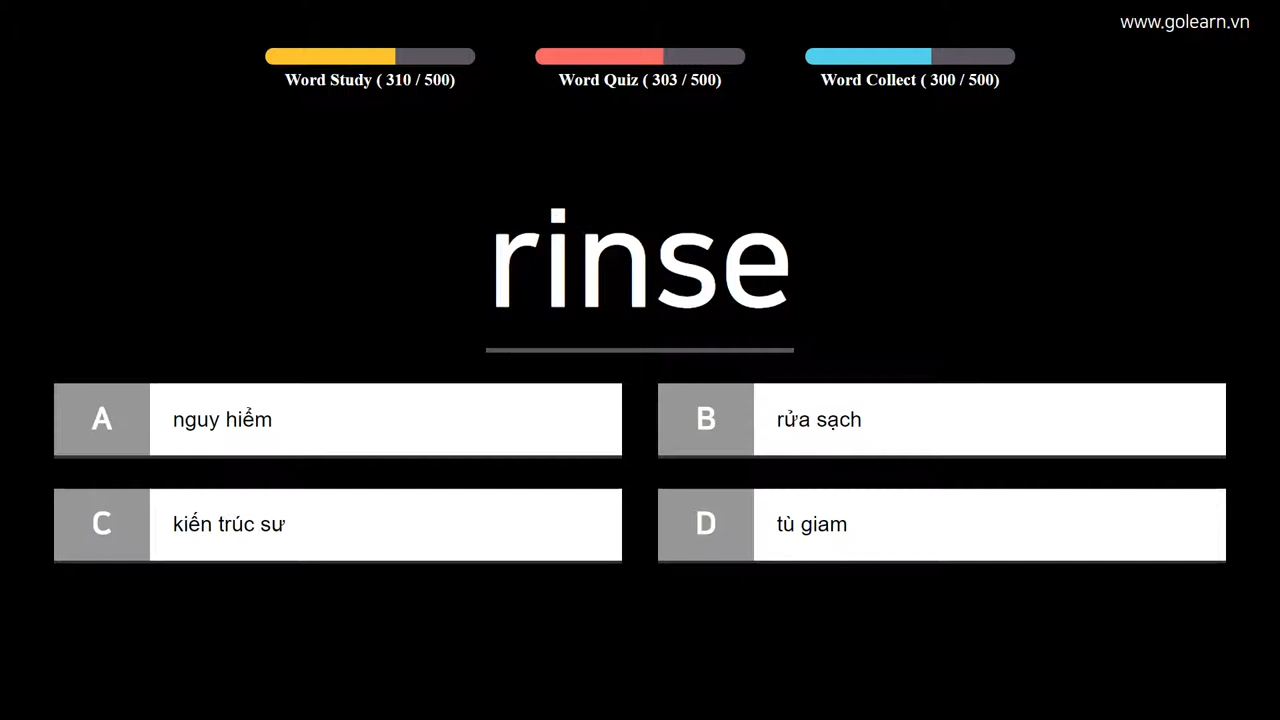 www.golearn.vn
Word Study ( 310 / 500)
Word Quiz ( 303 / 500)
Word Collect ( 300 / 500)
rinse
A nguy hiểm
B rửa sạch
C kiến trúc sư
D tù giam